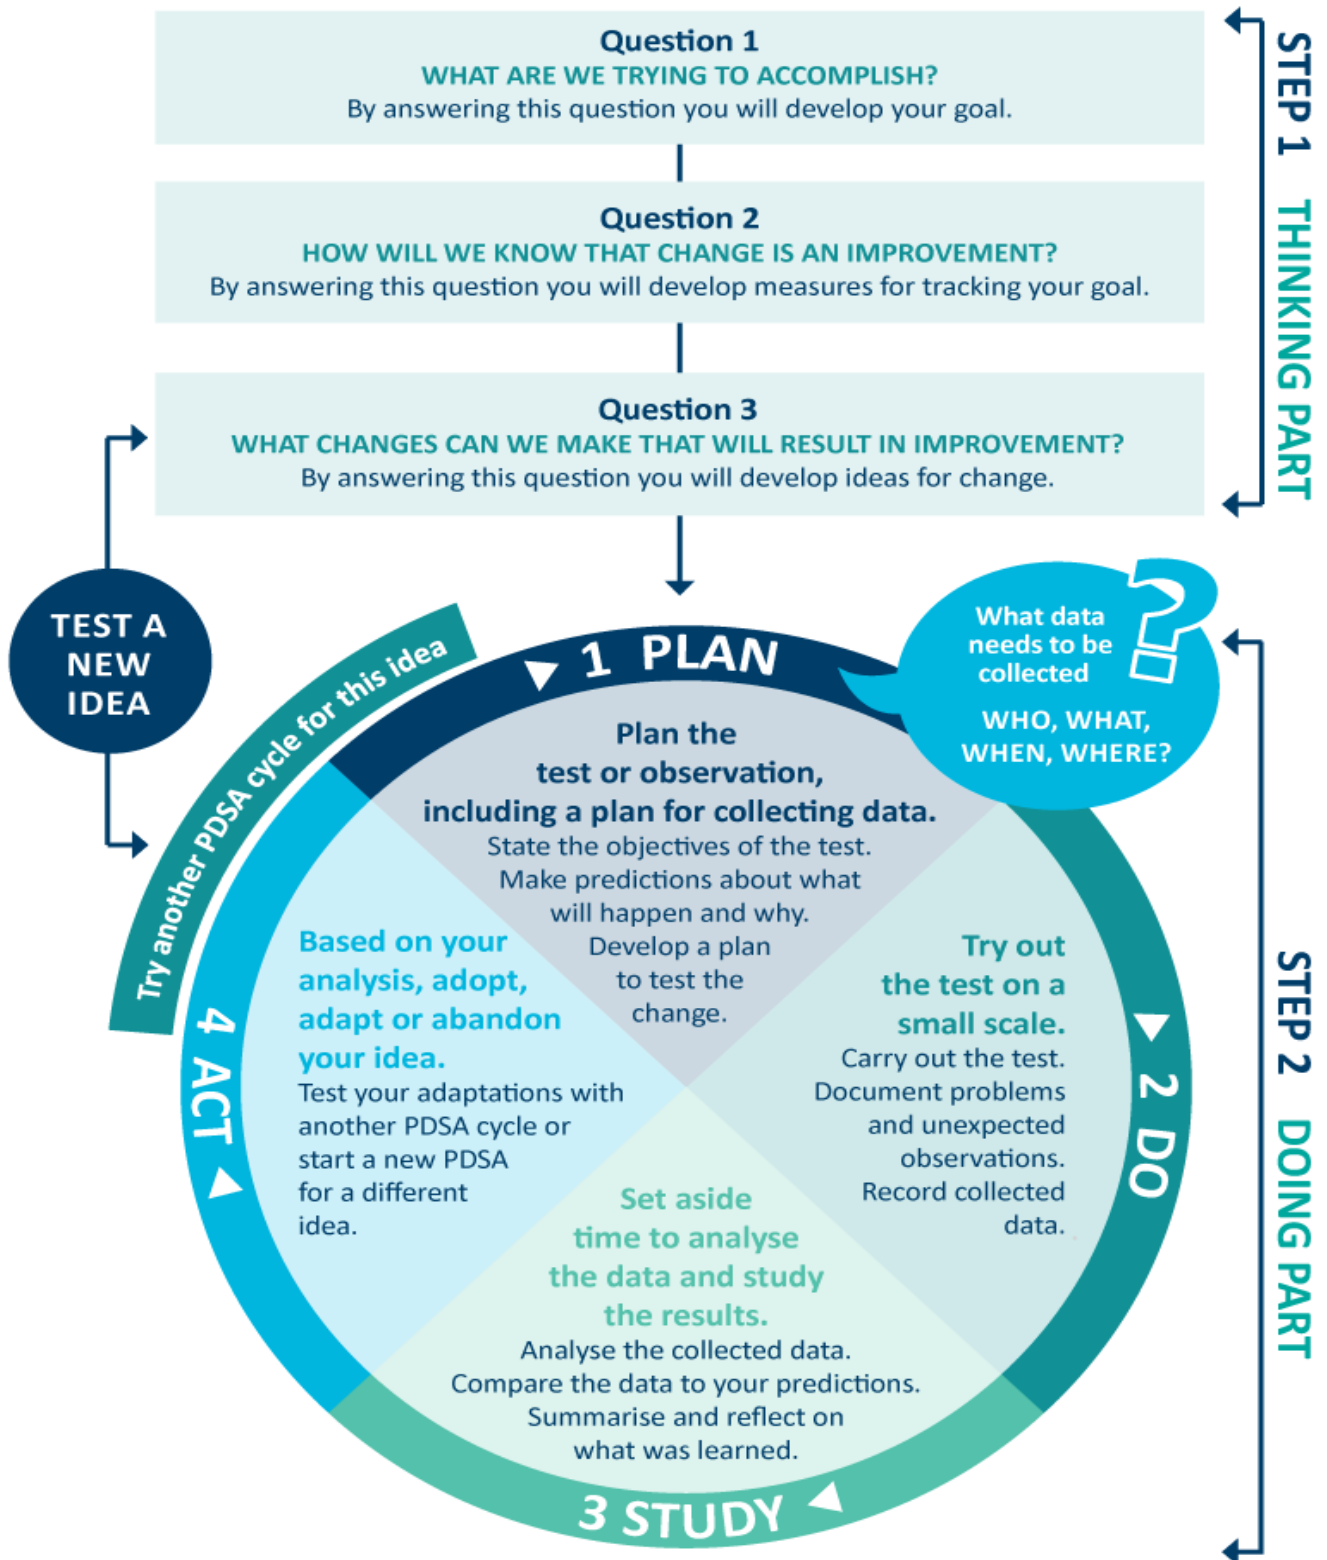 Question 1
WHAT ARE WE TRYING TO ACCOMPLISH?
By answering this question you will develop your goal.
Question 2
HOW WILL WE KNOW THAT CHANGE IS AN IMPROVEMENT?
By answering this question you will develop measures for tracking your goal.
Question 3
WHAT CHANGES CAN WE MAKE THAT WILL RESULT IN IMPROVEMENT?
By answering this question you will develop ideas for change.
STEP 1 THINKING PART
TEST A
NEW
IDEA
Try another PDSA cycle for this idea
1 PLAN
What data
needs to be
collected
?
WHO, WHAT,
WHEN, WHERE?
Plan the
test or observation,
including a plan for collecting data.
State the objectives of the test.
Make predictions about what
will happen and why.
Develop a plan
to test the
change.
2 DO
Try out
the test on a
small scale.
Carry out the test.
Document problems
and unexpected
observations.
Record collected
data.
3 STUDY
Set aside
time to analyse
the data and study
the results.
Analyse the collected data.
Compare the data to your predictions.
Summarise and reflect on
what was learned.
4 ACT
Based on your
analysis, adopt,
adapt or abandon
your idea.
Test your adaptations with
another PDSA cycle or
start a new PDSA
for a different
idea.
STEP 2 DOING PART